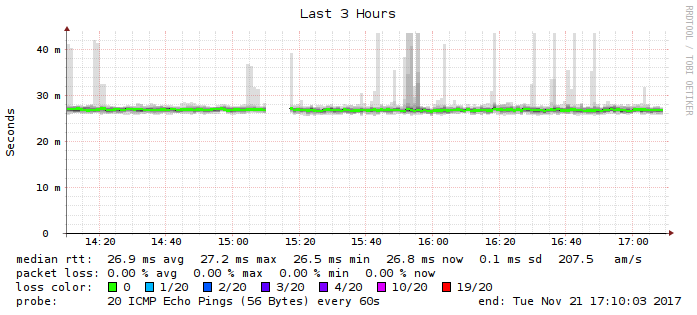 Last 3 Hours
RRDTOOL / TOBI OETIKER
Seconds
40 m
30 m
20 m
10 m
0
14:20 14:40 15:00 15:20 15:40 16:00 16:20 16:40 17:00
median rtt: 26.9 ms avg 27.2 ms max 26.5 ms min 26.8 ms now 0.1 ms sd 207.5 am/s
packet loss: 0.00 % avg 0.00 % max 0.00 % min 0.00 % now
loss color: 0 1/20 2/20 3/20 4/20 10/20 19/20
probe: 20 ICMP Echo Pings (56 Bytes) every 60s end: Tue Nov 21 17:10:03 2017